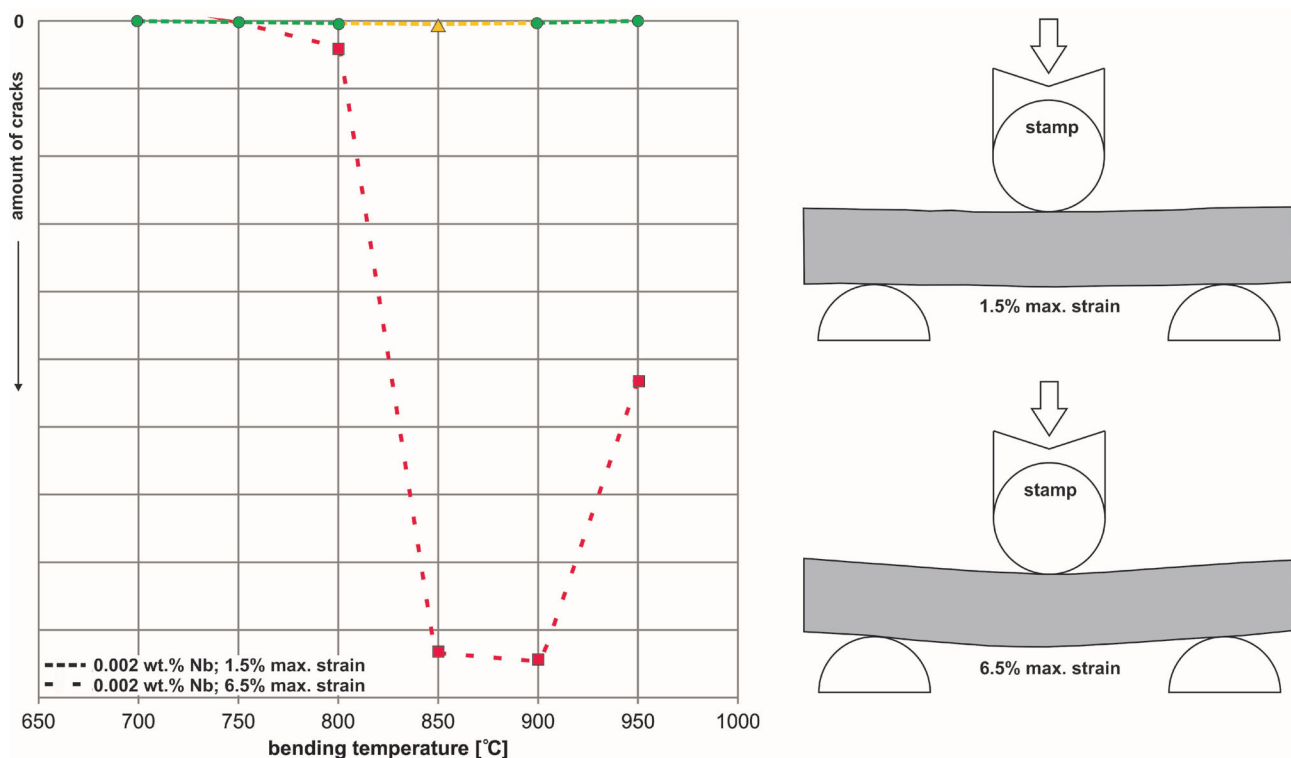 0
amount of cracks
0.002 wt.% Nb; 1.5% max. strain
0.002 wt.% Nb; 6.5% max. strain
650 700 750 800 850 900 950 1000
bending temperature [°C]
stamp
1.5% max. strain
stamp
6.5% max. strain